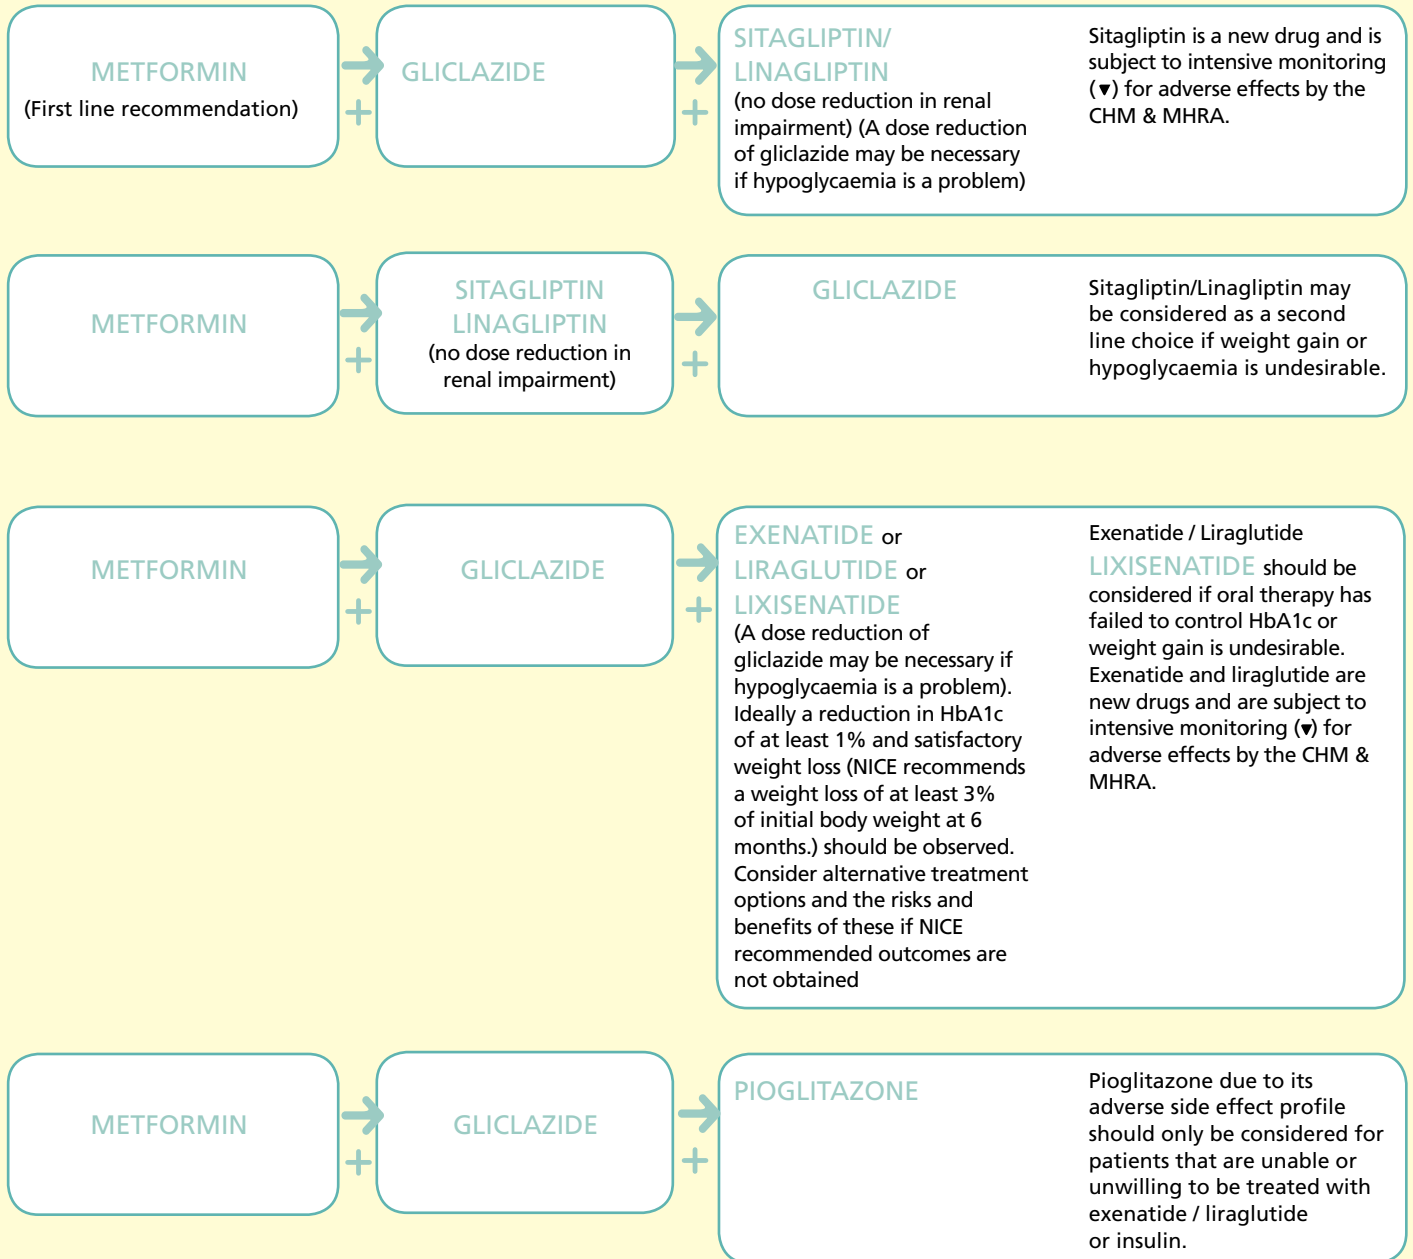 METFORMIN
(First line recommendation)
+
GLICLAZIDE
+
SITAGLIPTIN/
LINAGLIPTIN
(no dose reduction in renal
impairment) (A dose reduction
of gliclazide may be necessary
if hypoglycaemia is a problem)
Sitagliptin is a new drug and is
subject to intensive monitoring
(▼) for adverse effects by the
CHM & MHRA.
METFORMIN
+
SITAGLIPTIN
LINAGLIPTIN
(no dose reduction in
renal impairment)
+
GLICLAZIDE
Sitagliptin/Linagliptin may
be considered as a second
line choice if weight gain or
hypoglycaemia is undesirable.
METFORMIN
+
GLICLAZIDE
+
EXENATIDE or
LIRAGLUTIDE or
LIXISENATIDE
(A dose reduction of
gliclazide may be necessary if
hypoglycaemia is a problem).
Ideally a reduction in HbA1c
of at least 1% and satisfactory
weight loss (NICE recommends
a weight loss of at least 3%
of initial body weight at 6
months.) should be observed.
Consider alternative treatment
options and the risks and
benefits of these if NICE
recommended outcomes are
not obtained
Exenatide / Liraglutide
LIXISENATIDE should be
considered if oral therapy has
failed to control HbA1c or
weight gain is undesirable.
Exenatide and liraglutide are
new drugs and are subject to
intensive monitoring (▼) for
adverse effects by the CHM &
MHRA.
METFORMIN
+
GLICLAZIDE
+
PIOGLITAZONE
Pioglitazone due to its
adverse side effect profile
should only be considered for
patients that are unable or
unwilling to be treated with
exenatide / liraglutide
or insulin.